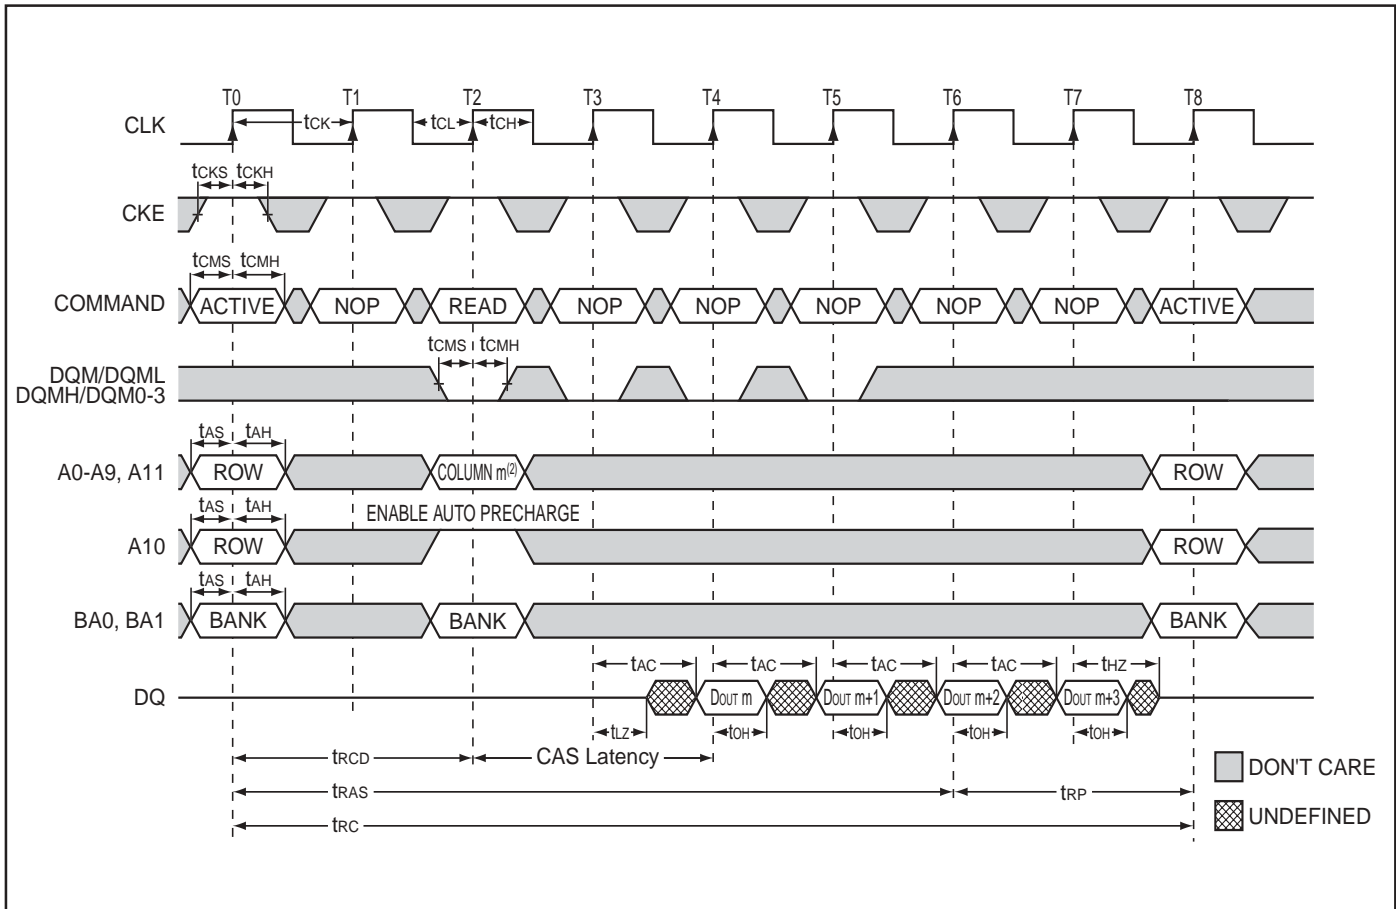 T0 T1 T2 T3 T4 T5 T6 T7 T8
CLK tCK tCL tCH
tCKS tCKH
CKE
tCMS tCMH
COMMAND ACTIVE NOP READ NOP NOP NOP NOP NOP ACTIVE
tCMS tCMH
DQM/DQML
DQMH/DQM0-3
tAS tAH
A0-A9, A11 ROW COLUMN m(2) ROW
tAS tAH ENABLE AUTO PRECHARGE
A10 ROW ROW
tAS tAH
BA0, BA1 BANK BANK BANK
tAC tAC tAC tAC tHZ
DQ DOUT m DOUT m+1 DOUT m+2 DOUT m+3
tLZ tOH tOH tOH tOH
tRCD CAS Latency
DON'T CARE
tRAS tRP
UNDEFINED
tRC